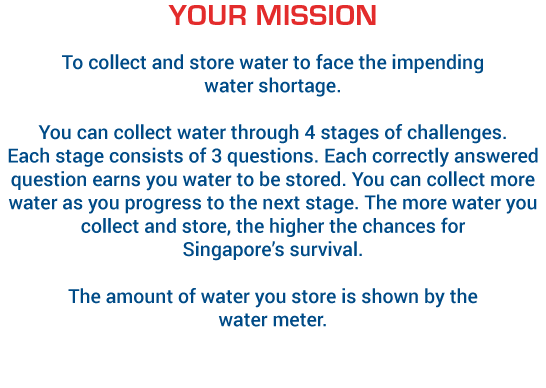 YOUR MISSION
To collect and store water to face the impending
water shortage.
You can collect water through 4 stages of challenges.
Each stage consists of 3 questions. Each correctly answered
question earns you water to be stored. You can collect more
water as you progress to the next stage. The more water you
collect and store, the higher the chances for
Singapore's survival.
The amount of water you store is shown by the
water meter.